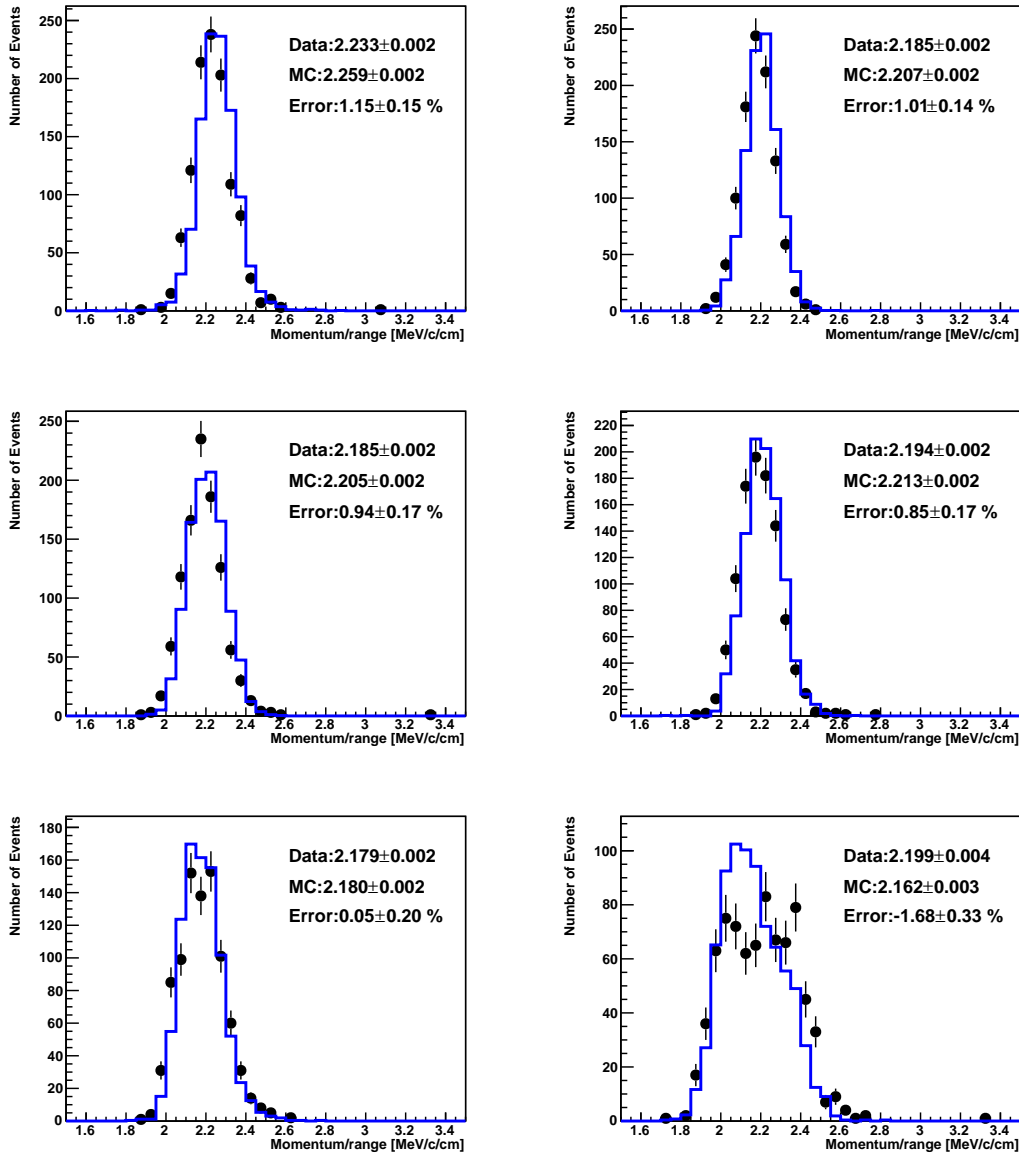 Number of Events
250
200
150
100
50
0
Data:2.233±0.002
MC:2.259±0.002
Error:1.15±0.15 %
1.6 1.8 2 2.2 2.4 2.6 2.8 3 3.2 3.4
Momentum/range [MeV/c/cm]
Number of Events
250
200
150
100
50
0
Data:2.185±0.002
MC:2.207±0.002
Error:1.01±0.14 %
1.6 1.8 2 2.2 2.4 2.6 2.8 3 3.2 3.4
Momentum/range [MeV/c/cm]
Number of Events
250
200
150
100
50
0
Data:2.185±0.002
MC:2.205±0.002
Error:0.94±0.17 %
1.6 1.8 2 2.2 2.4 2.6 2.8 3 3.2 3.4
Momentum/range [MeV/c/cm]
Number of Events
220
200
180
160
140
120
100
80
60
40
20
0
Data:2.194±0.002
MC:2.213±0.002
Error:0.85±0.17 %
1.6 1.8 2 2.2 2.4 2.6 2.8 3 3.2 3.4
Momentum/range [MeV/c/cm]
Number of Events
180
160
140
120
100
80
60
40
20
0
Data:2.179±0.002
MC:2.180±0.002
Error:0.05±0.20 %
1.6 1.8 2 2.2 2.4 2.6 2.8 3 3.2 3.4
Momentum/range [MeV/c/cm]
Number of Events
100
80
60
40
20
0
Data:2.199±0.004
MC:2.162±0.003
Error:-1.68±0.33 %
1.6 1.8 2 2.2 2.4 2.6 2.8 3 3.2 3.4
Momentum/range [MeV/c/cm]